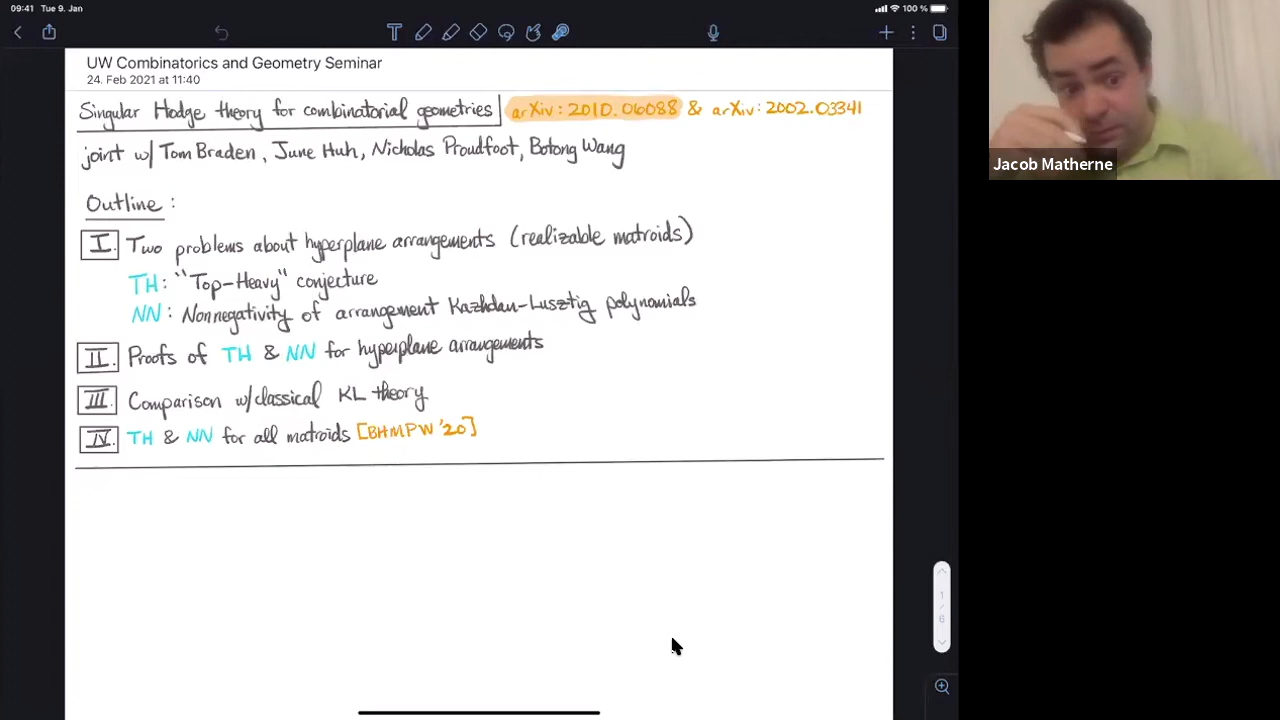 09:41 Tue 9. Jan
100 %
UW Combinatorics and Geometry Seminar
24. Feb 2021 at 11:40
Singular Hodge theory for combinatorial geometries arXiv: 2010.06088 & arXiv: 2002.03341
joint w/ Tom Braden, June Huh, Nicholas Proudfoot, Botong Wang
Outline:
I. Two problems about hyperplane arrangements (realizable matroids)
TH: "Top-Heavy" conjecture
NN: Nonnegativity of arrangement Kazhdan-Lusztig polynomials
II. Proofs of TH & NN for hyperplane arrangements
III. Comparison w/classical KL theory
IV. TH & NN for all matroids [BHMPW '20]
1 / 6
Jacob Matherne